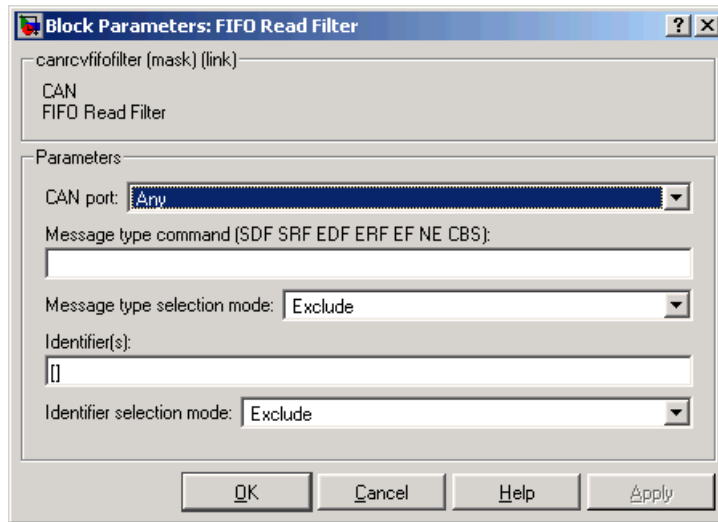 Block Parameters: FIFO Read Filter
canrcvfifofilter (mask) (link)
CAN
FIFO Read Filter
Parameters
CAN port: Any
Message type command (SDF SRF EDF ERF EF NE CBS):
Message type selection mode: Exclude
Identifier(s):
[]
Identifier selection mode: Exclude
OK Cancel Help Apply